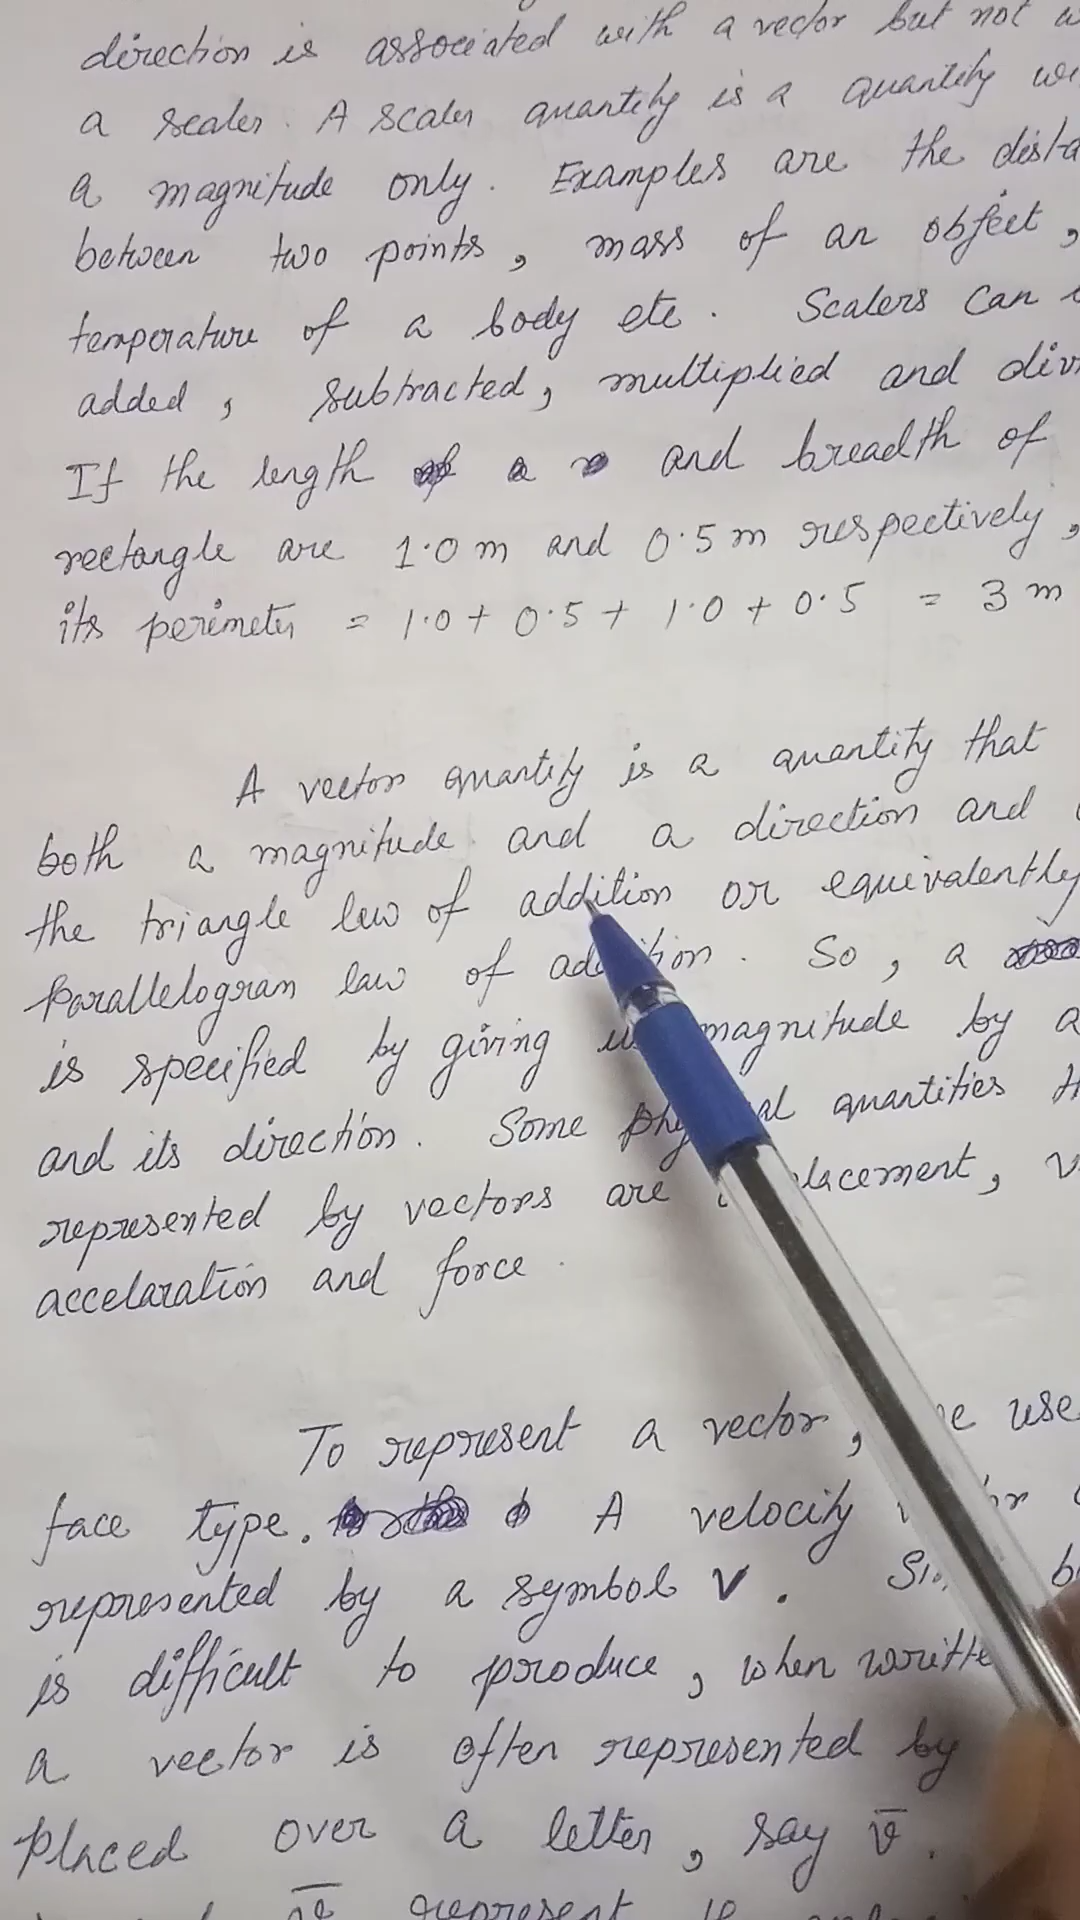 direction is associated with a vector but not
a scaler. A scaler quantity is a quantity
a magnitude only. Examples are the
between two points, mass of an object,
temperature of a body etc. Scalers can
added, subtracted, multiplied and
If the length and breadth of
rectangle are 1.0 m and 0.5 m respectively,
its perimeter = 1.0 + 0.5 + 1.0 + 0.5 = 3 m
A vector quantity is a quantity that
both a magnitude and a direction and
the triangle law of addition or equivalently
Parallelogram law of addition. So, a
is specified by giving magnitude by a
and its direction. Some quantities
represented by vectors are
accelaration and force.
To represent a vector, use
face type. A velocity
represented by a symbol v.
is difficult to produce, when
a vector is often represented by
placed over a letter, say v̅.
v̅ represent